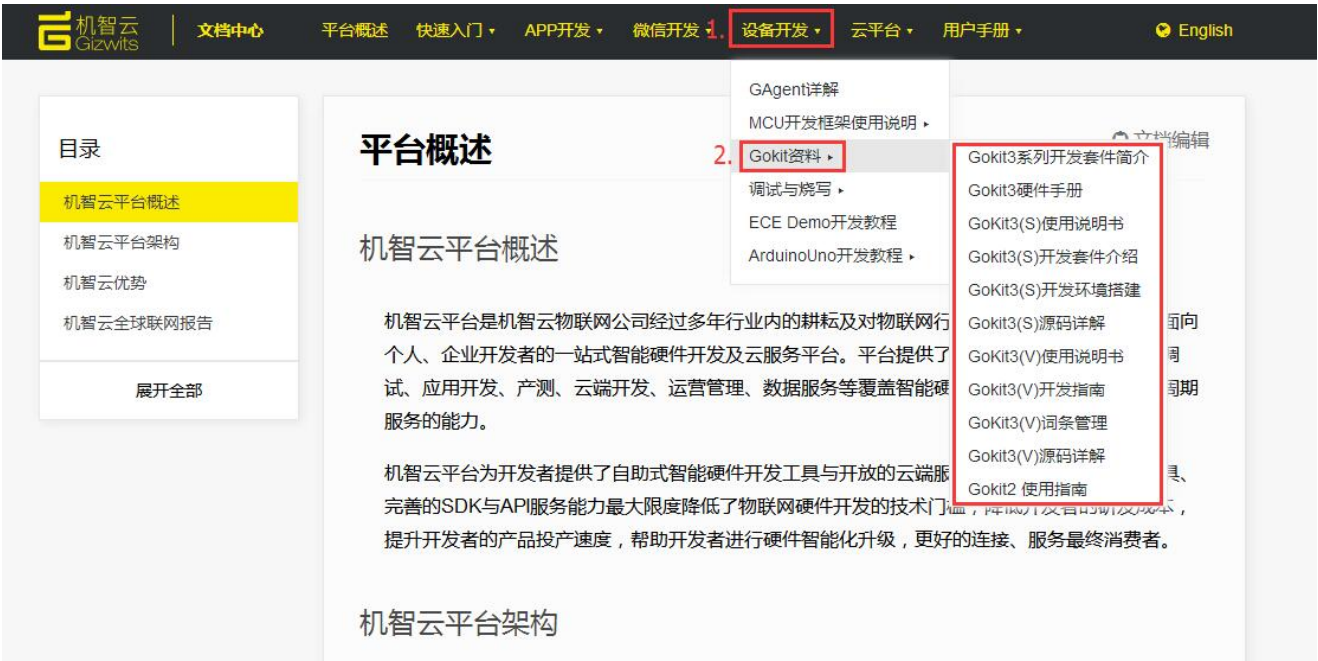 机智云
Gizwits
文档中心
平台概述
快速入门
APP开发
微信开发
1.
设备开发
云平台
用户手册
English
目录
机智云平台概述
机智云平台架构
机智云优势
机智云全球联网报告
展开全部
平台概述
文档编辑
GAgent详解
MCU开发框架使用说明
2.
Gokit资料
调试与烧写
ECE Demo开发教程
ArduinoUno开发教程
Gokit3系列开发套件简介
Gokit3硬件手册
GoKit3(S)使用说明书
GoKit3(S)开发套件介绍
GoKit3(S)开发环境搭建
GoKit3(S)源码详解
GoKit3(V)使用说明书
Gokit3(V)开发指南
GoKit3(V)词条管理
Gokit3(V)源码详解
Gokit2 使用指南
机智云平台概述
机智云平台是机智云物联网公司经过多年行业内的耕耘及对物联网行 面向
个人、企业开发者的一站式智能硬件开发及云服务平台。平台提供了 调
试、应用开发、产测、云端开发、运营管理、数据服务等覆盖智能硬 周期
服务的能力。
机智云平台为开发者提供了自助式智能硬件开发工具与开放的云端服 具、
完善的SDK与API服务能力最大限度降低了物联网硬件开发的技术门槛，降低开发者的研发成本，
提升开发者的产品投产速度，帮助开发者进行硬件智能化升级，更好的连接、服务最终消费者。
机智云平台架构